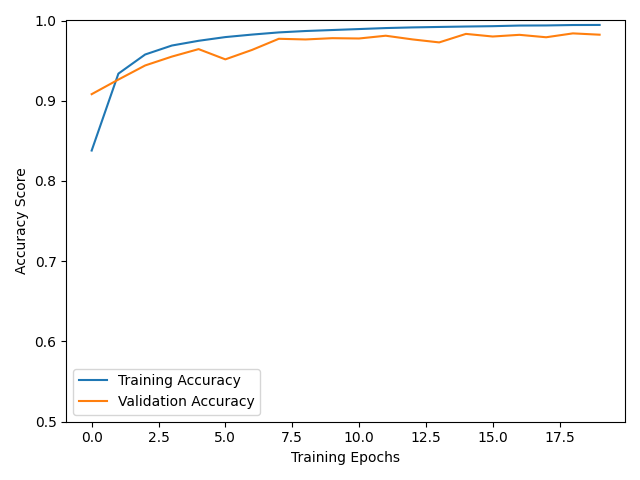 1.0
0.9
0.8
0.7
0.6
0.5
Accuracy Score
Training Accuracy
Validation Accuracy
0.0 2.5 5.0 7.5 10.0 12.5 15.0 17.5
Training Epochs